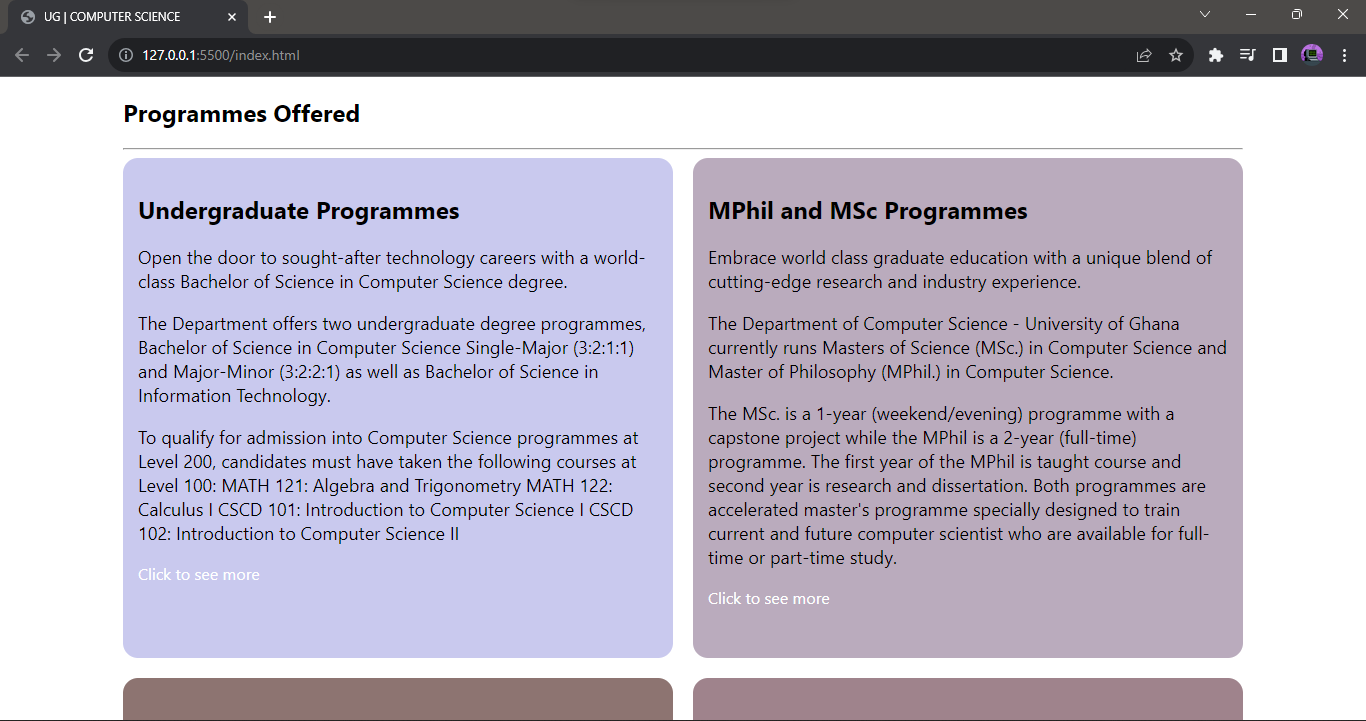 UG | COMPUTER SCIENCE
127.0.0.1:5500/index.html
Programmes Offered
Undergraduate Programmes
Open the door to sought-after technology careers with a world-
class Bachelor of Science in Computer Science degree.
The Department offers two undergraduate degree programmes,
Bachelor of Science in Computer Science Single-Major (3:2:1:1)
and Major-Minor (3:2:2:1) as well as Bachelor of Science in
Information Technology.
To qualify for admission into Computer Science programmes at
Level 200, candidates must have taken the following courses at
Level 100: MATH 121: Algebra and Trigonometry MATH 122:
Calculus I CSCD 101: Introduction to Computer Science I CSCD
102: Introduction to Computer Science II
Click to see more
MPhil and MSc Programmes
Embrace world class graduate education with a unique blend of
cutting-edge research and industry experience.
The Department of Computer Science - University of Ghana
currently runs Masters of Science (MSc.) in Computer Science and
Master of Philosophy (MPhil.) in Computer Science.
The MSc. is a 1-year (weekend/evening) programme with a
capstone project while the MPhil is a 2-year (full-time)
programme. The first year of the MPhil is taught course and
second year is research and dissertation. Both programmes are
accelerated master's programme specially designed to train
current and future computer scientist who are available for full-
time or part-time study.
Click to see more